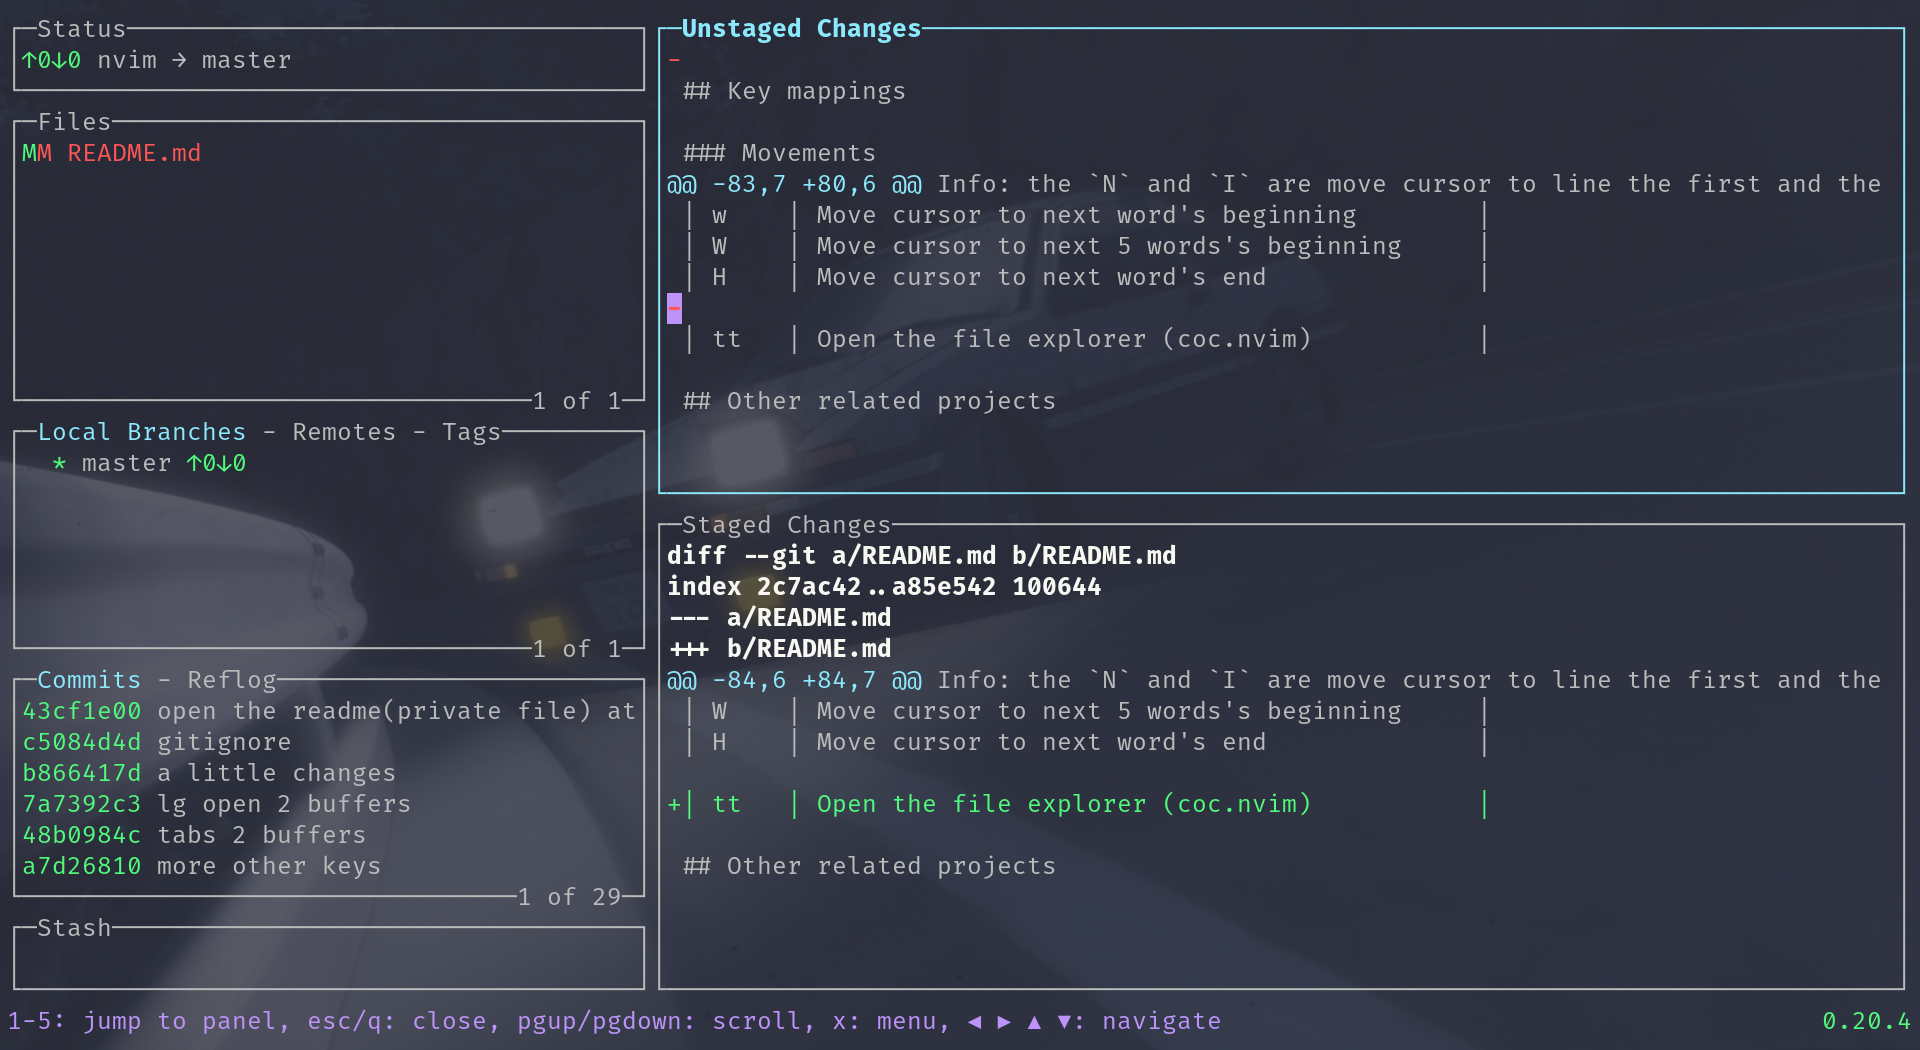 Status
↑0↓0 nvim → master
Files
MM README.md
1 of 1
Local Branches - Remotes - Tags
* master ↑0↓0
1 of 1
Commits - Reflog
43cf1e00 open the readme(private file) at
c5084d4d gitignore
b866417d a little changes
7a7392c3 lg open 2 buffers
48b0984c tabs 2 buffers
a7d26810 more other keys
1 of 29
Stash
Unstaged Changes
-
## Key mappings
### Movements
@@ -83,7 +80,6 @@ Info: the `N` and `I` are move cursor to line the first and the
| w | Move cursor to next word's beginning |
| W | Move cursor to next 5 words's beginning |
| H | Move cursor to next word's end |
-
| tt | Open the file explorer (coc.nvim) |
## Other related projects
Staged Changes
diff --git a/README.md b/README.md
index 2c7ac42..a85e542 100644
--- a/README.md
+++ b/README.md
@@ -84,6 +84,7 @@ Info: the `N` and `I` are move cursor to line the first and the
| W | Move cursor to next 5 words's beginning |
| H | Move cursor to next word's end |
+| tt | Open the file explorer (coc.nvim) |
## Other related projects
1-5: jump to panel, esc/q: close, pgup/pgdown: scroll, x: menu, ◄ ► ▲ ▼: navigate
0.20.4